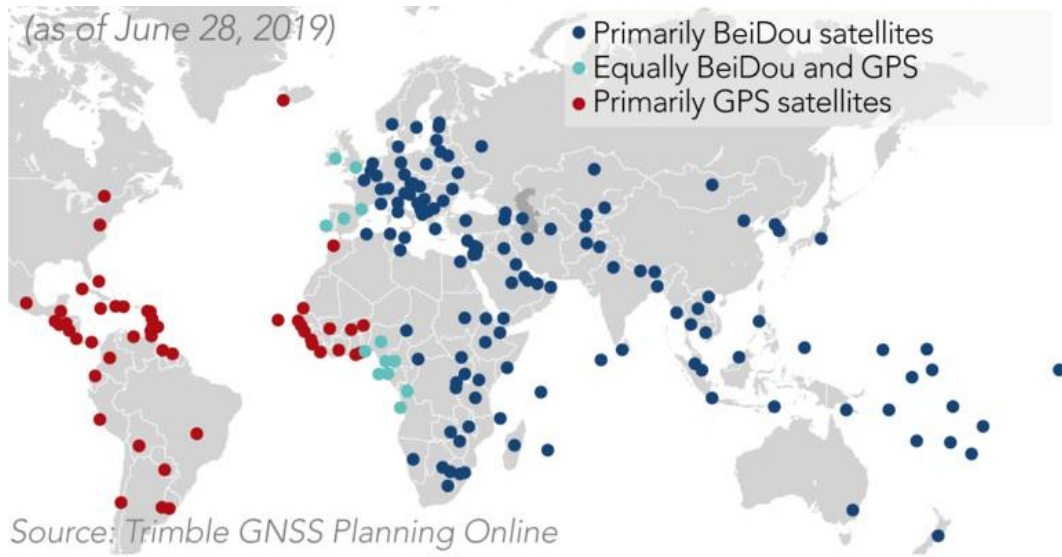 (as of June 28, 2019)
Primarily BeiDou satellites
Equally BeiDou and GPS
Primarily GPS satellites
Source: Trimble GNSS Planning Online